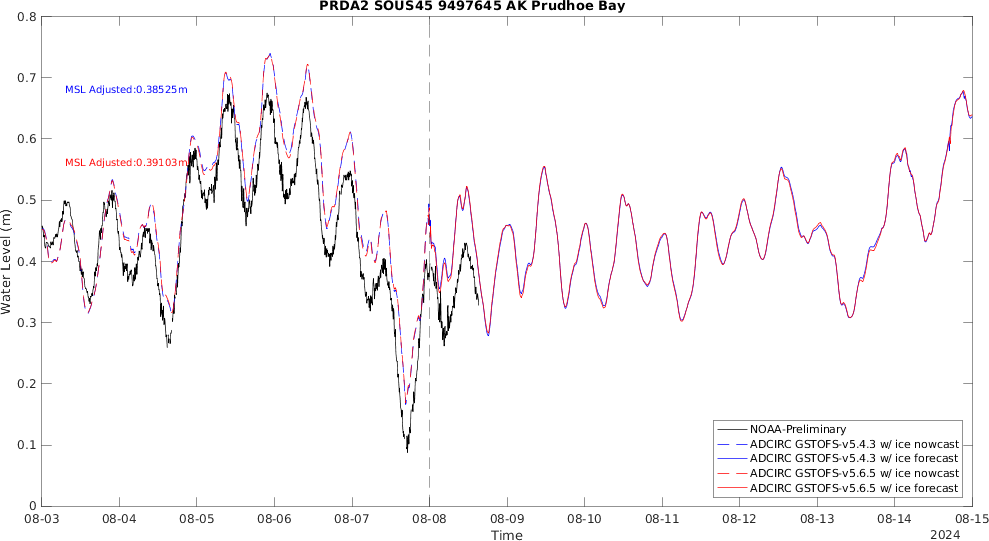 PRDA2 SOUS45 9497645 AK Prudhoe Bay
0.8
0.7
0.6
0.5
0.4
0.3
0.2
0.1
0
Water Level (m)
MSL Adjusted:0.38525m
MSL Adjusted:0.39103m
NOAA-Preliminary
ADCIRC GSTOFS-v5.4.3 w/ ice nowcast
ADCIRC GSTOFS-v5.4.3 w/ ice forecast
ADCIRC GSTOFS-v5.6.5 w/ ice nowcast
ADCIRC GSTOFS-v5.6.5 w/ ice forecast
08-03 08-04 08-05 08-06 08-07 08-08 08-09 08-10 08-11 08-12 08-13 08-14 08-15
Time
2024